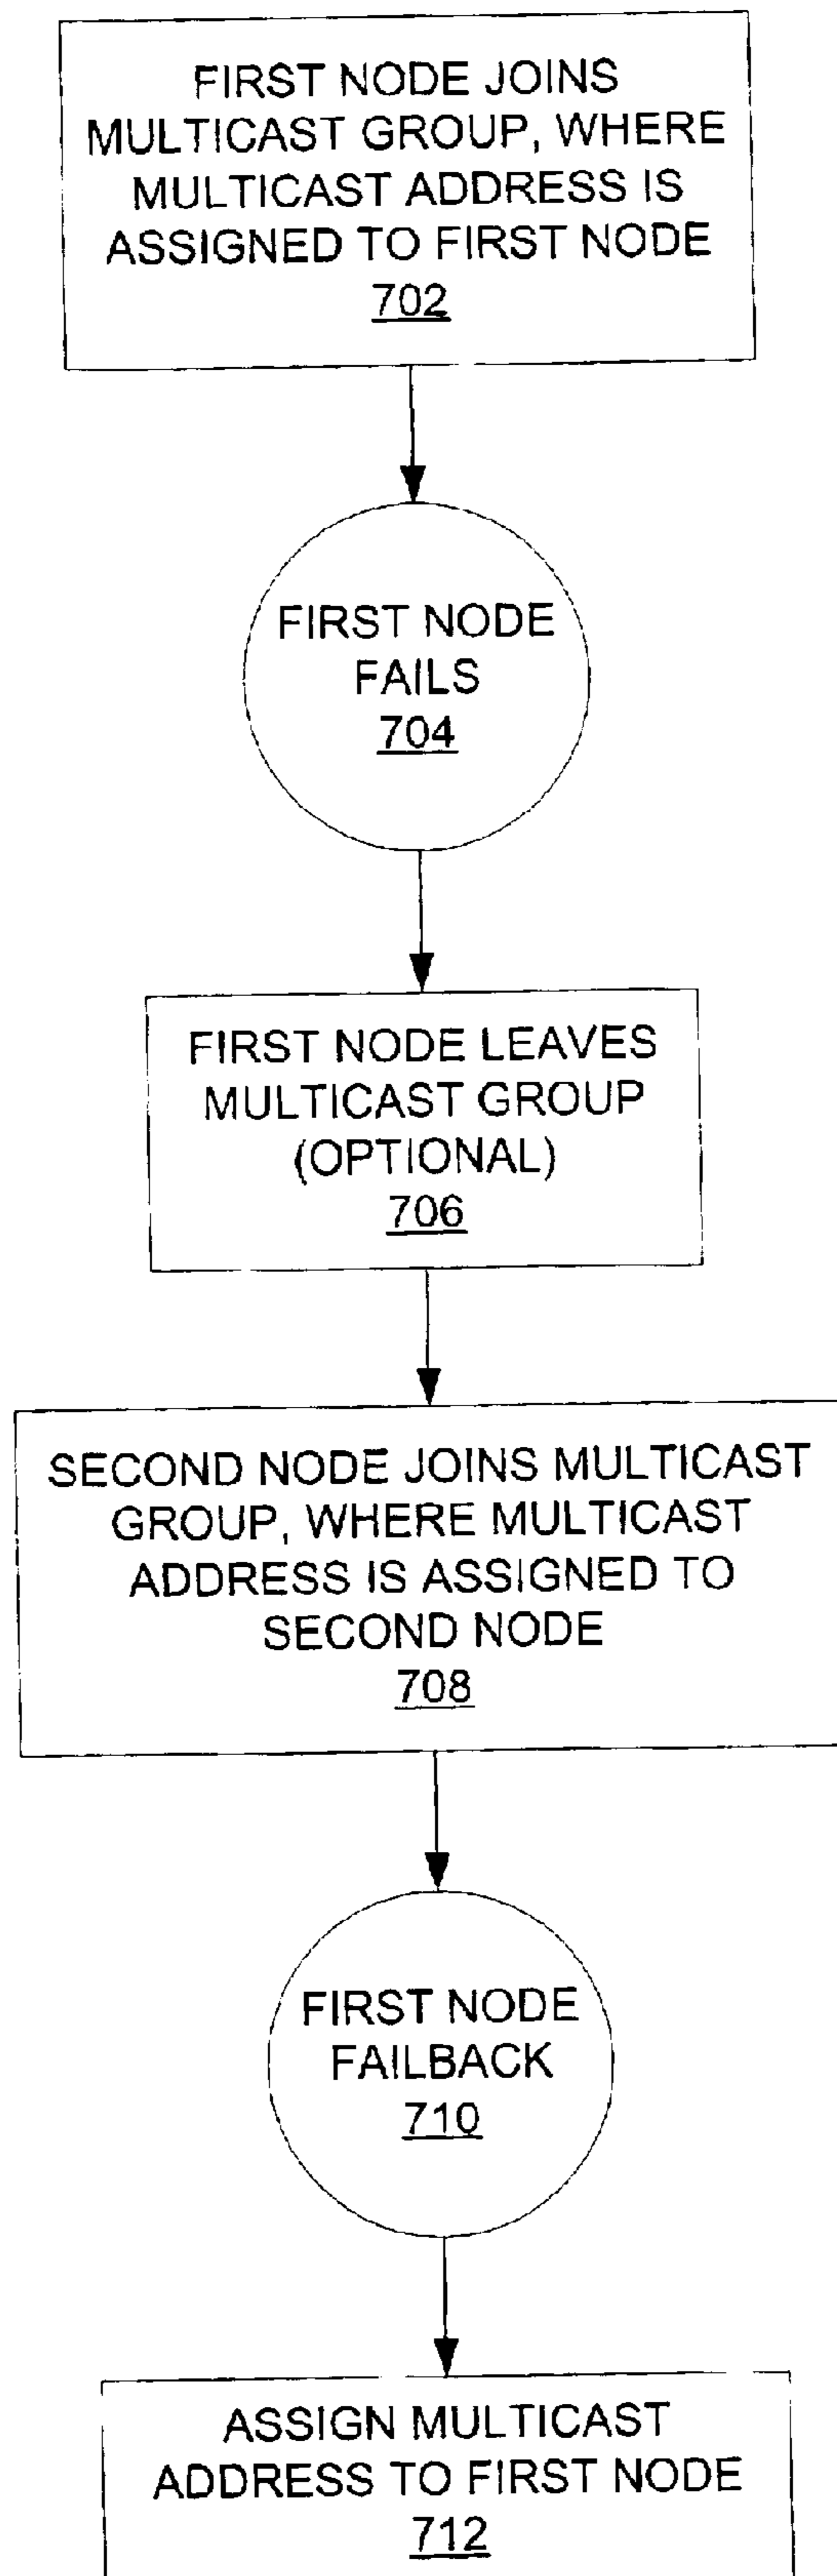 FIRST NODE JOINS
MULTICAST GROUP, WHERE
MULTICAST ADDRESS IS
ASSIGNED TO FIRST NODE
702
FIRST NODE
FAILS
704
FIRST NODE LEAVES
MULTICAST GROUP
(OPTIONAL)
706
SECOND NODE JOINS MULTICAST
GROUP, WHERE MULTICAST
ADDRESS IS ASSIGNED TO
SECOND NODE
708
FIRST NODE
FAILBACK
710
ASSIGN MULTICAST
ADDRESS TO FIRST NODE
712